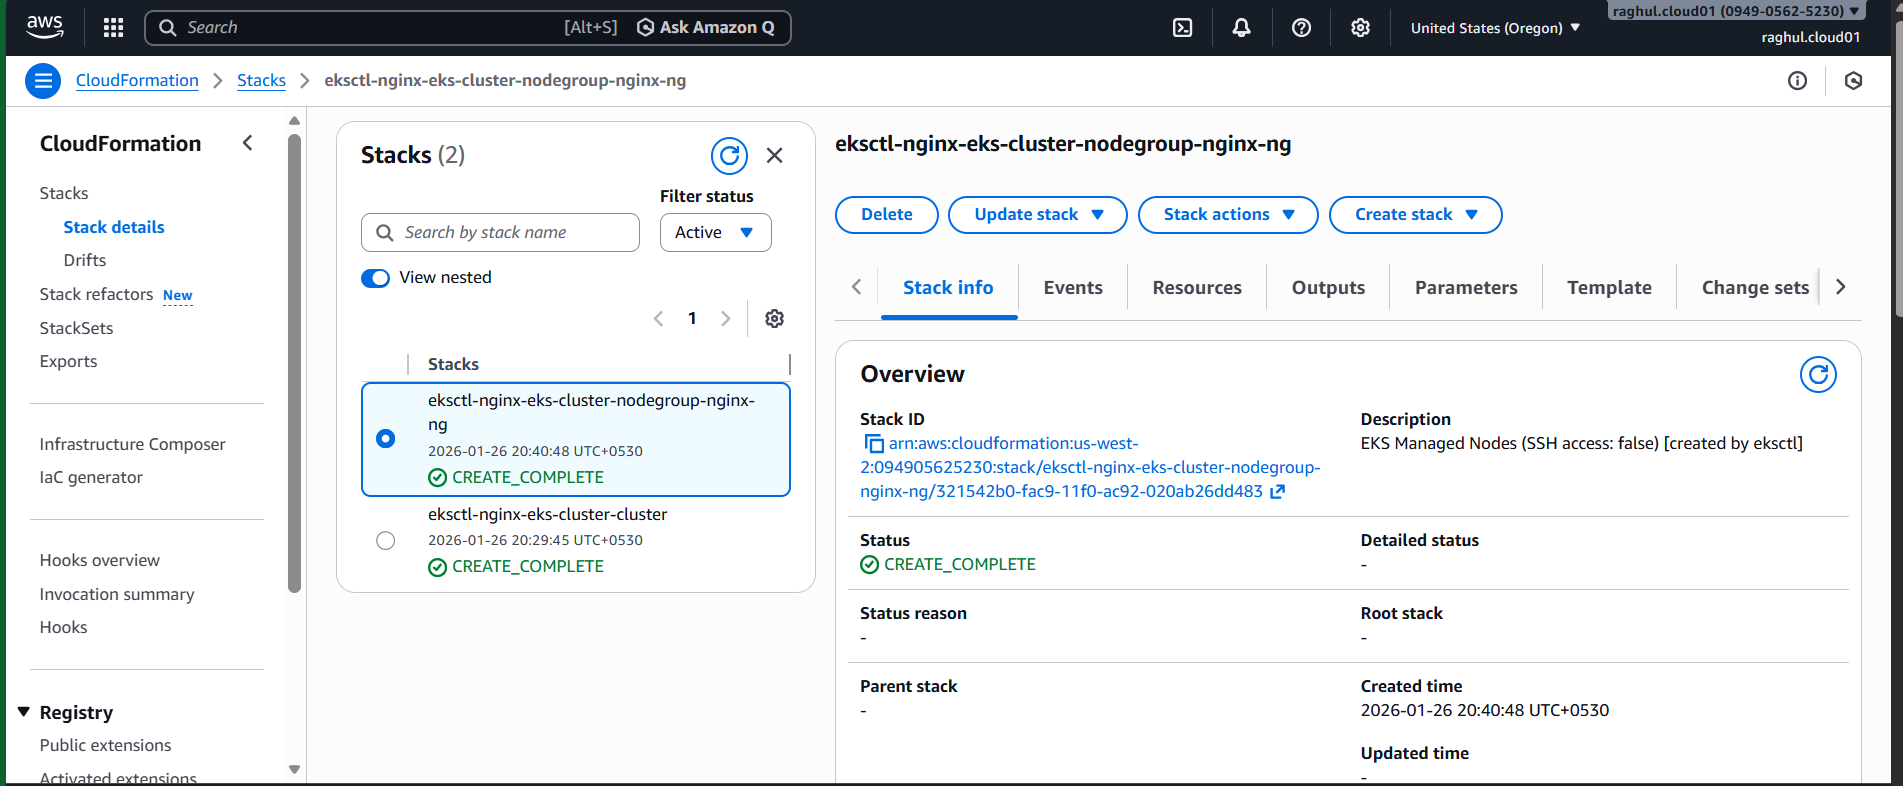 aws
Search [Alt+S] Ask Amazon Q
United States (Oregon)
raghul.cloud01 (0949-0562-5230)
raghul.cloud01
CloudFormation
Stacks
eksctl-nginx-eks-cluster-nodegroup-nginx-ng
CloudFormation
Stacks
Stack details
Drifts
Stack refactors New
StackSets
Exports
Infrastructure Composer
IaC generator
Hooks overview
Invocation summary
Hooks
Registry
Public extensions
Activated extensions
Stacks (2)
Filter status
Search by stack name
Active
View nested
1
Stacks
eksctl-nginx-eks-cluster-nodegroup-nginx-
ng
2026-01-26 20:40:48 UTC+0530
CREATE_COMPLETE
eksctl-nginx-eks-cluster-cluster
2026-01-26 20:29:45 UTC+0530
CREATE_COMPLETE
eksctl-nginx-eks-cluster-nodegroup-nginx-ng
Delete
Update stack
Stack actions
Create stack
Stack info
Events
Resources
Outputs
Parameters
Template
Change sets
Overview
Stack ID
arn:aws:cloudformation:us-west-
2:094905625230:stack/eksctl-nginx-eks-cluster-nodegroup-
nginx-ng/321542b0-fac9-11f0-ac92-020ab26dd483
Description
EKS Managed Nodes (SSH access: false) [created by eksctl]
Status
CREATE_COMPLETE
Detailed status
-
Status reason
-
Root stack
-
Parent stack
-
Created time
2026-01-26 20:40:48 UTC+0530
Updated time
-